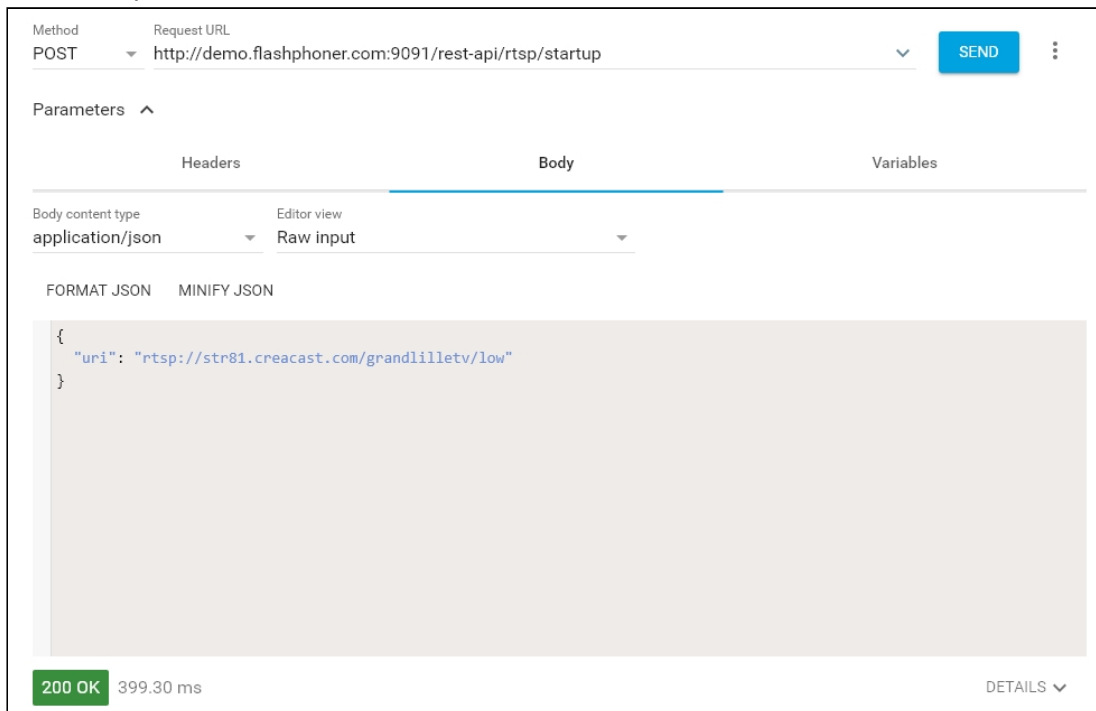 Method Request URL
POST http://demo.flashphoner.com:9091/rest-api/rtsp/startup SEND
Parameters
Headers Body Variables
Body content type Editor view
application/json Raw input
FORMAT JSON MINIFY JSON
{
"uri": "rtsp://str81.creacast.com/grandlilletv/low"
}
200 OK 399.30 ms DETAILS